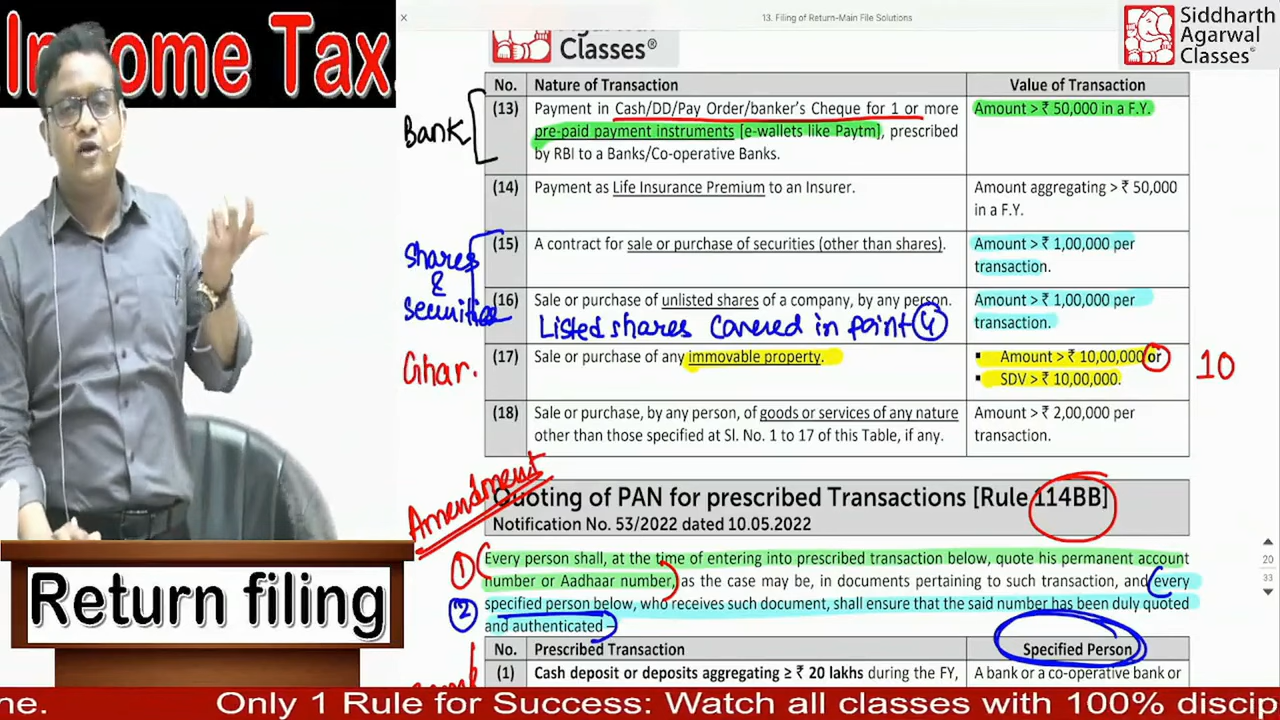 Income Tax.
13. Filing of Return-Main File Solutions
Siddharth
Agarwal
Classes®
Classes®
No. Nature of Transaction Value of Transaction
(13) Payment in Cash/DD/Pay Order/banker's Cheque for 1 or more Amount > ₹ 50,000 in a F.Y.
pre-paid payment instruments [e-wallets like Paytm], prescribed
by RBI to a Banks/Co-operative Banks.
Bank
(14) Payment as Life Insurance Premium to an Insurer. Amount aggregating > ₹ 50,000
in a F.Y.
(15) A contract for sale or purchase of securities (other than shares). Amount > ₹ 1,00,000 per
transaction.
Shares
&
Securities
(16) Sale or purchase of unlisted shares of a company, by any person. Amount > ₹ 1,00,000 per
transaction.
Listed shares covered in point 4
(17) Sale or purchase of any immovable property. ▪ Amount > ₹ 10,00,000 or
▪ SDV > ₹ 10,00,000.
Ghar.
10
(18) Sale or purchase, by any person, of goods or services of any nature Amount > ₹ 2,00,000 per
other than those specified at Sl. No. 1 to 17 of this Table, if any. transaction.
Amendment
Quoting of PAN for prescribed Transactions [Rule 114BB]
Notification No. 53/2022 dated 10.05.2022
1 Every person shall, at the time of entering into prescribed transaction below, quote his permanent account
number or Aadhaar number, as the case may be, in documents pertaining to such transaction, and every
2 specified person below, who receives such document, shall ensure that the said number has been duly quoted
and authenticated –
No. Prescribed Transaction Specified Person
(1) Cash deposit or deposits aggregating ≥ ₹ 20 lakhs during the FY, A bank or a co-operative bank or
20
33
Return filing
ne. Only 1 Rule for Success: Watch all classes with 100% discip